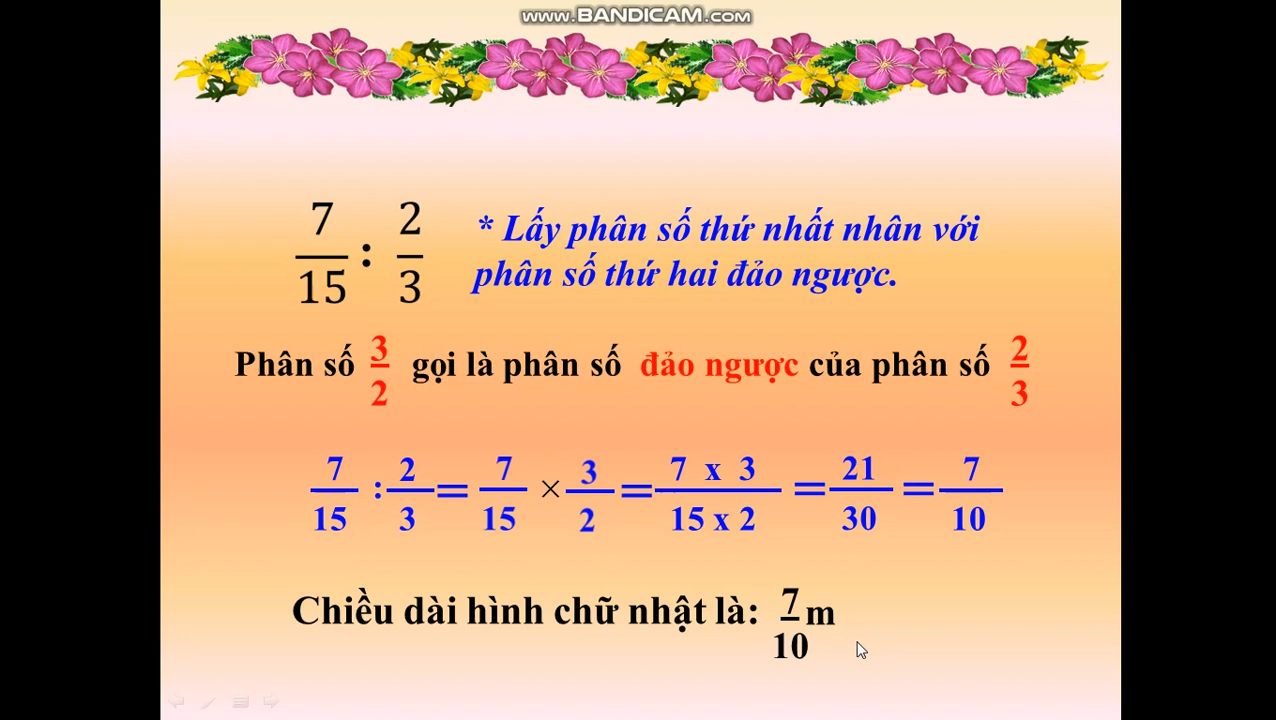 www.BANDICAM.com
7/15 : 2/3
* Lấy phân số thứ nhất nhân với
phân số thứ hai đảo ngược.
Phân số 3/2 gọi là phân số đảo ngược của phân số 2/3
7/15 : 2/3 = 7/15 × 3/2 = 7 x 3/15 x 2 = 21/30 = 7/10
Chiều dài hình chữ nhật là: 7/10 m